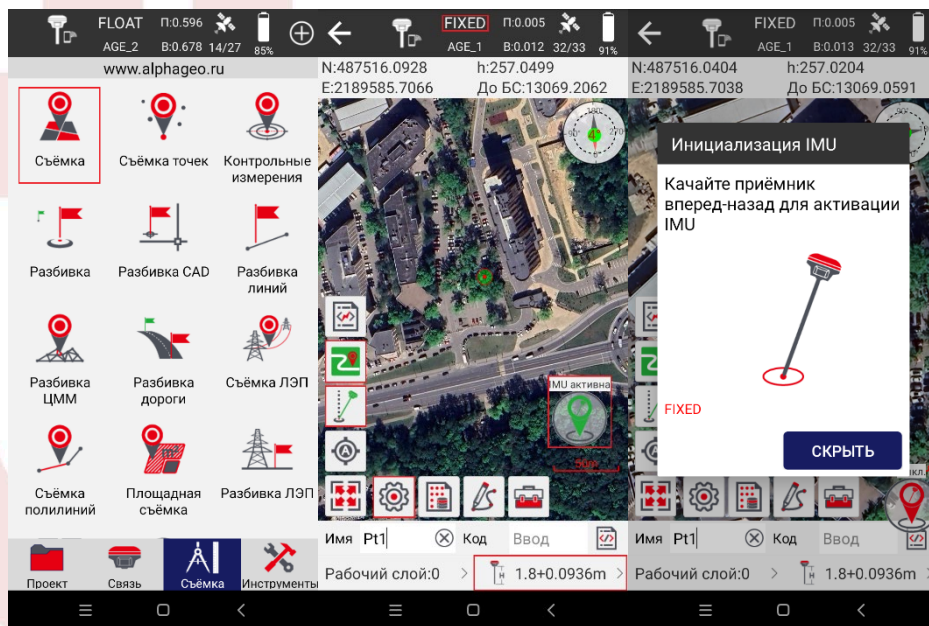 FLOAT П:0.596
AGE_2 В:0.678 14/27 85%
www.alphageo.ru
Съёмка
Съёмка точек
Контрольные
измерения
Разбивка
Разбивка CAD
Разбивка
линий
Разбивка
ЦММ
Разбивка
дороги
Съёмка ЛЭП
Съёмка
полилиний
Площадная
съёмка
Разбивка ЛЭП
Проект
Связь
Съёмка
Инструменты
FIXED П:0.005
AGE_1 В:0.012 32/33 91%
N:487516.0928 h:257.0499
E:2189585.7066 До БС:13069.2062
180°
90° 270
4
IMU активна
50m
Имя Pt1 Код Ввод
Рабочий слой:0 > H 1.8+0.0936m >
FIXED П:0.005
AGE_1 В:0.013 32/33 91%
N:487516.0404 h:257.0204
E:2189585.7038 До БС:13069.0591
Инициализация IMU
Качайте приёмник
вперед-назад для активации
IMU
FIXED
СКРЫТЬ
кл.
Имя Pt1 Код Ввод
Рабочий слой:0 > H 1.8+0.0936m